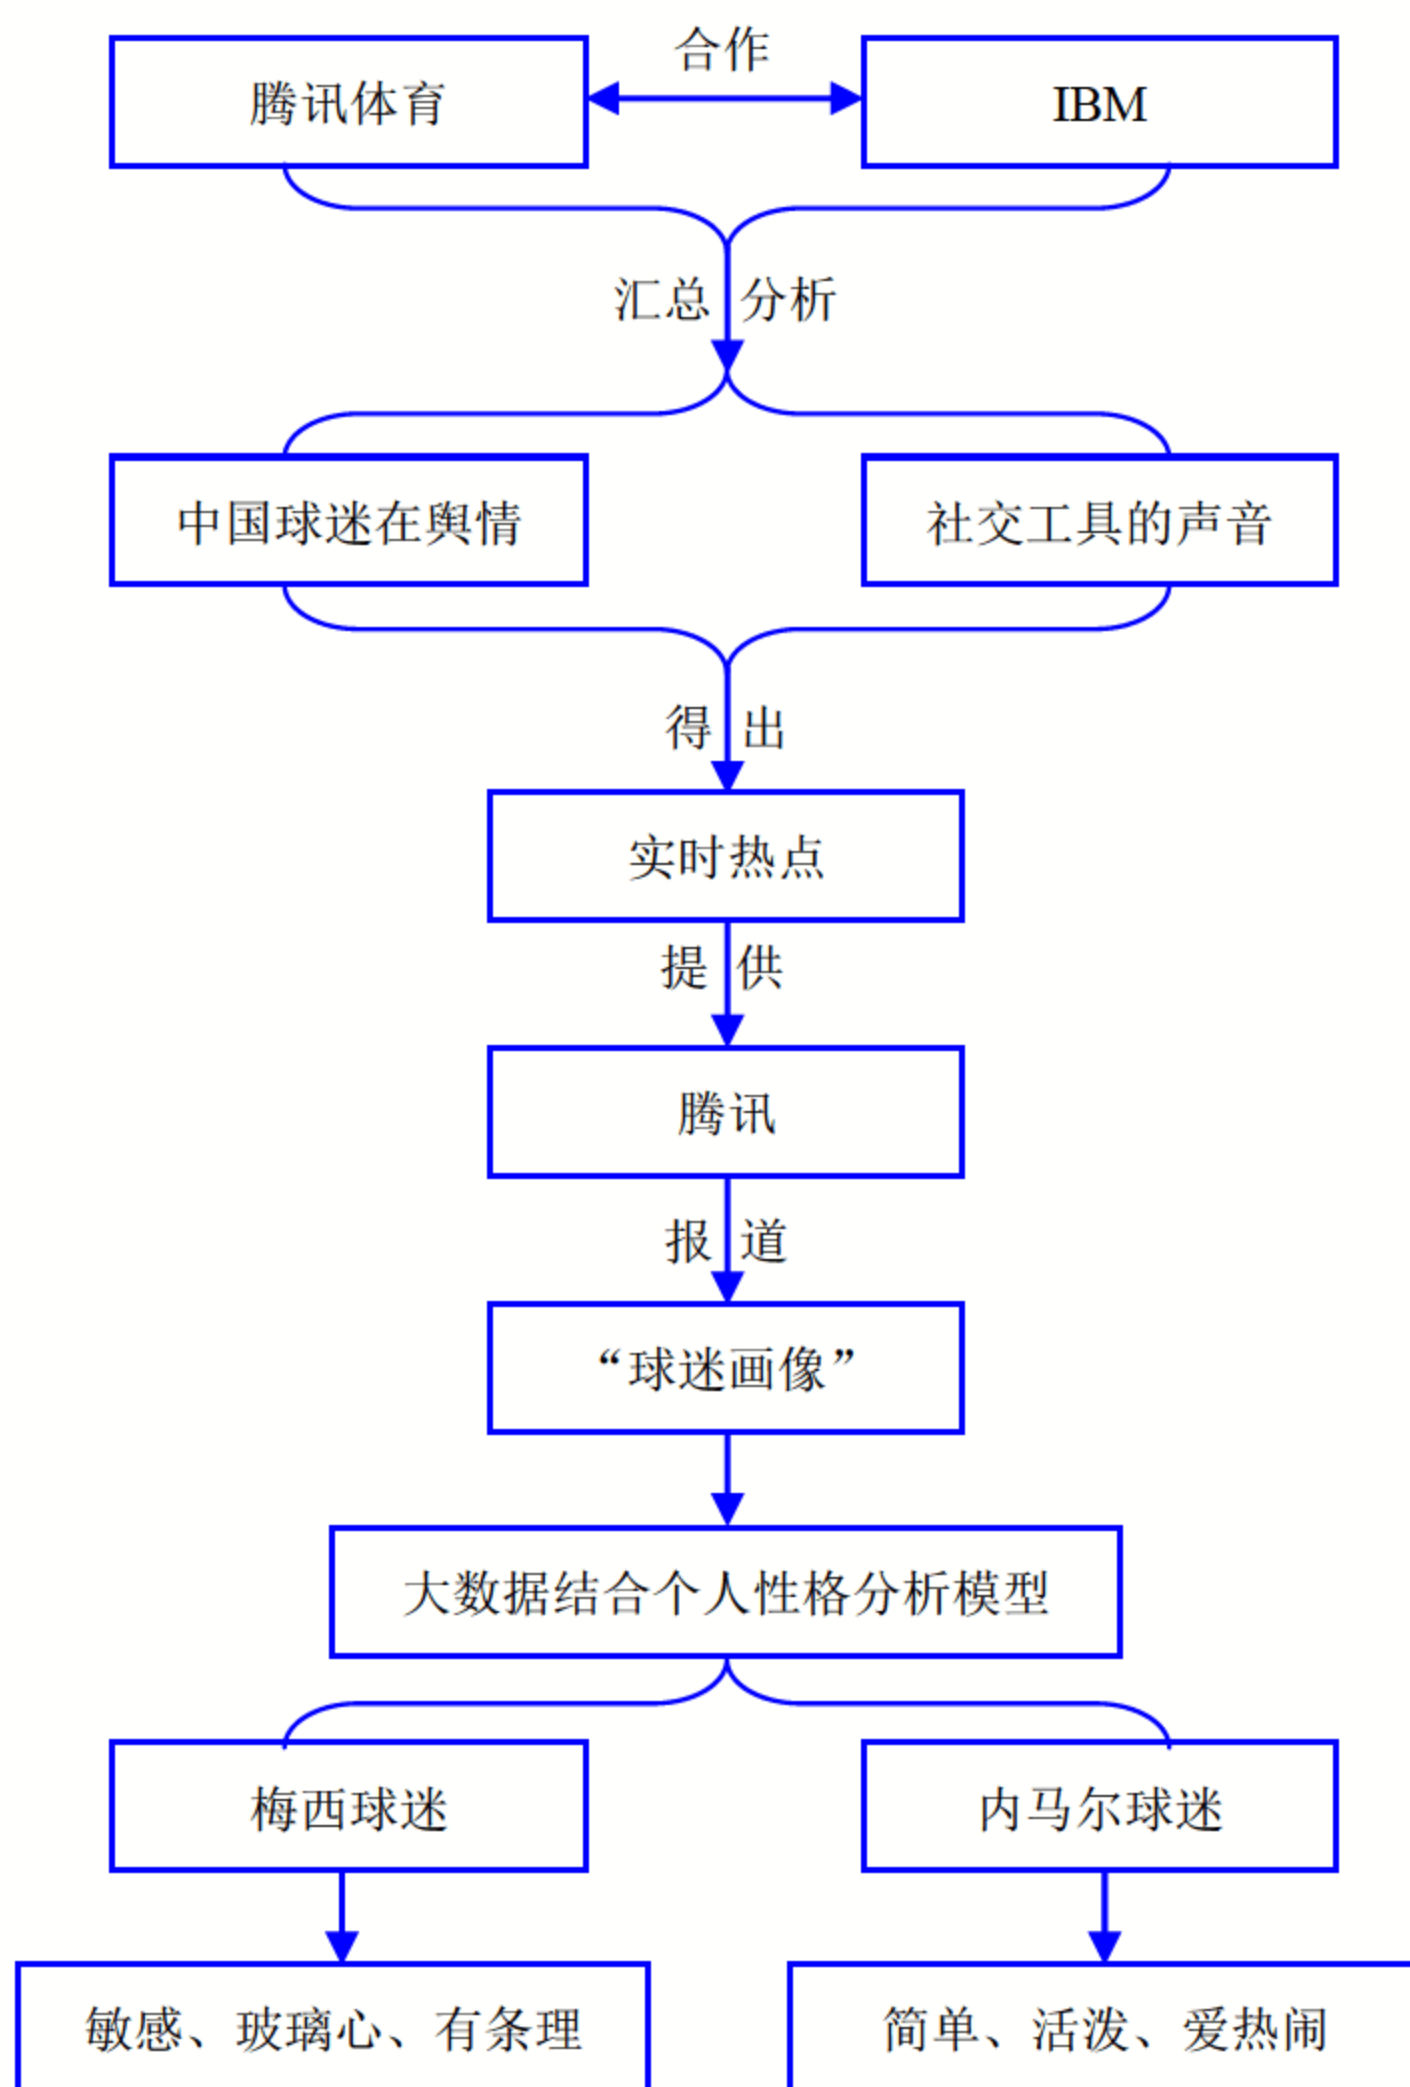 合作
腾讯体育
IBM
汇总 分析
中国球迷在舆情
社交工具的声音
得 出
实时热点
提 供
腾讯
报 道
“球迷画像”
大数据结合个人性格分析模型
梅西球迷
内马尔球迷
敏感、玻璃心、有条理
简单、活泼、爱热闹